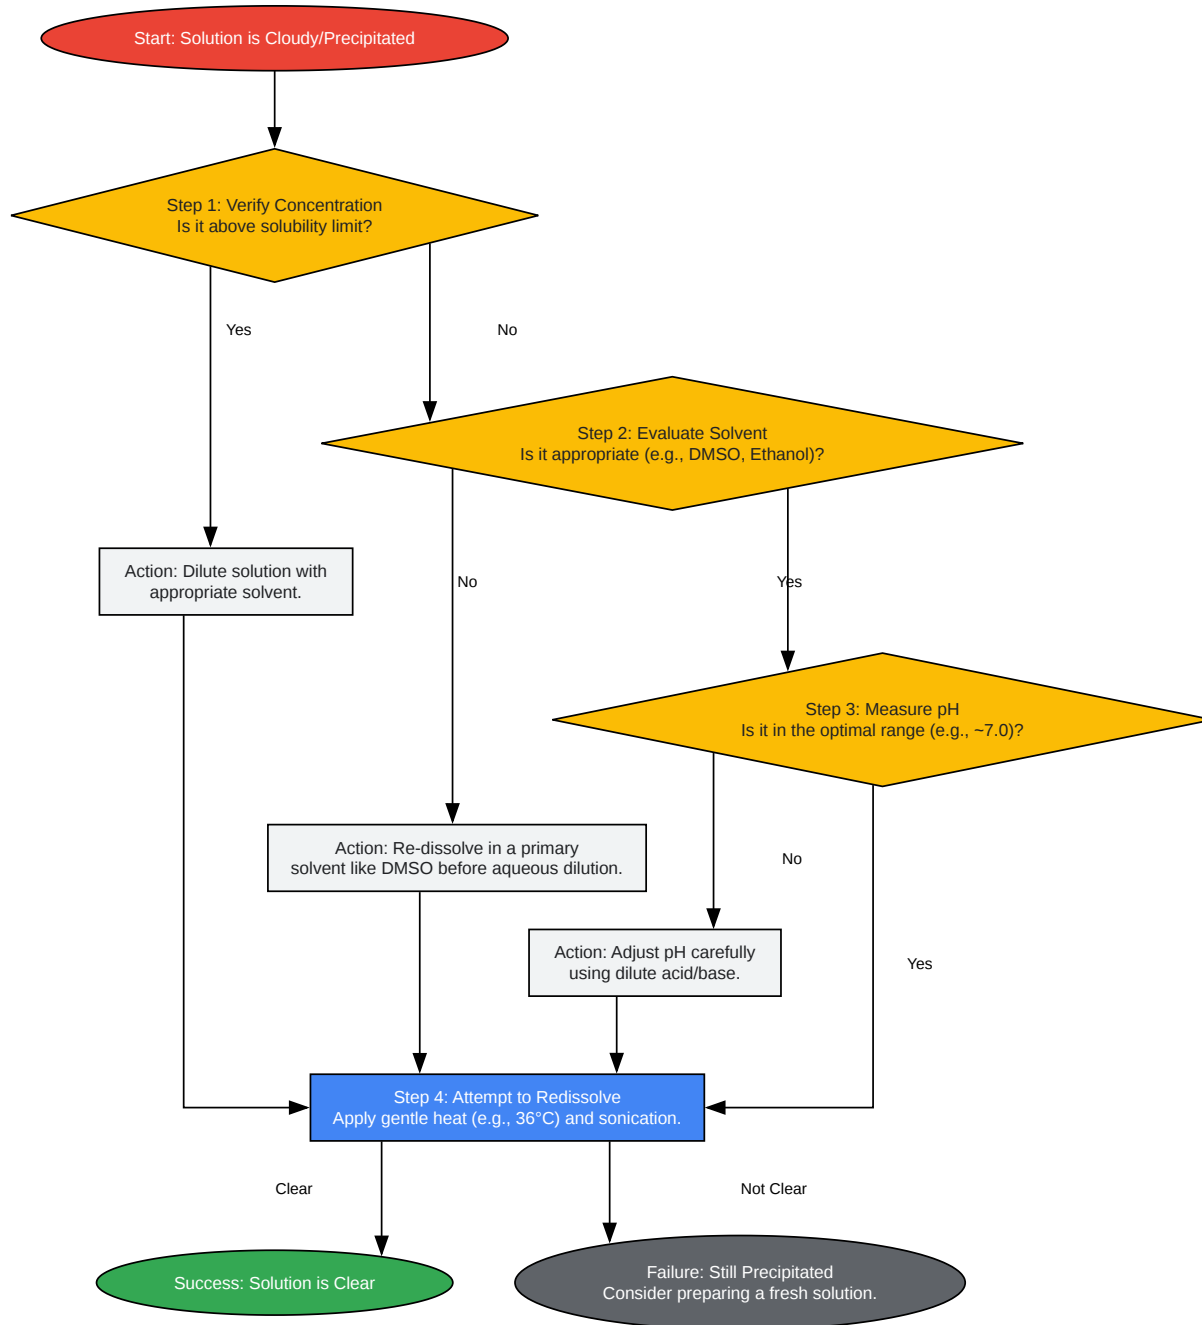 Start: Solution is Cloudy/Precipitated
Step 1: Verify Concentration
Is it above solubility limit?
Yes
No
Step 2: Evaluate Solvent
Is it appropriate (e.g., DMSO, Ethanol)?
Action: Dilute solution with
appropriate solvent.
No
Yes
Step 3: Measure pH
Is it in the optimal range (e.g., ~7.0)?
Action: Re-dissolve in a primary
solvent like DMSO before aqueous dilution.
No
Action: Adjust pH carefully
using dilute acid/base.
Yes
Step 4: Attempt to Redissolve
Apply gentle heat (e.g., 36°C) and sonication.
Clear
Not Clear
Success: Solution is Clear
Failure: Still Precipitated
Consider preparing a fresh solution.